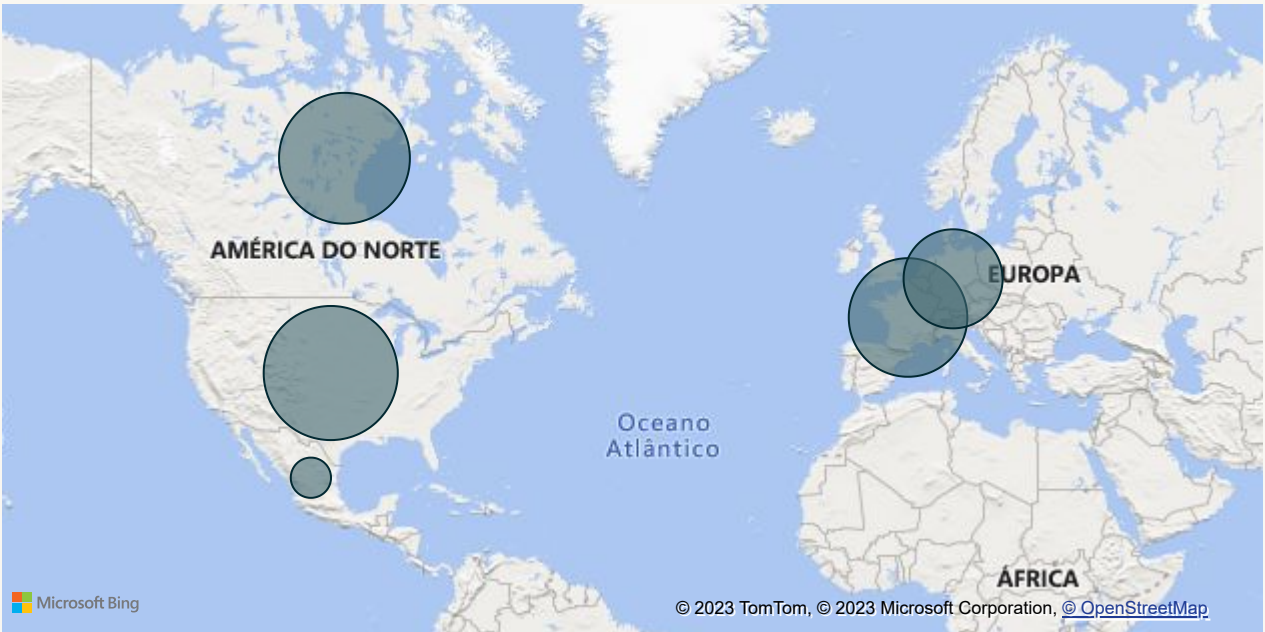 AMÉRICA DO NORTE
EUROPA
Oceano
Atlântico
ÁFRICA
Microsoft Bing
© 2023 TomTom, © 2023 Microsoft Corporation, © OpenStreetMap